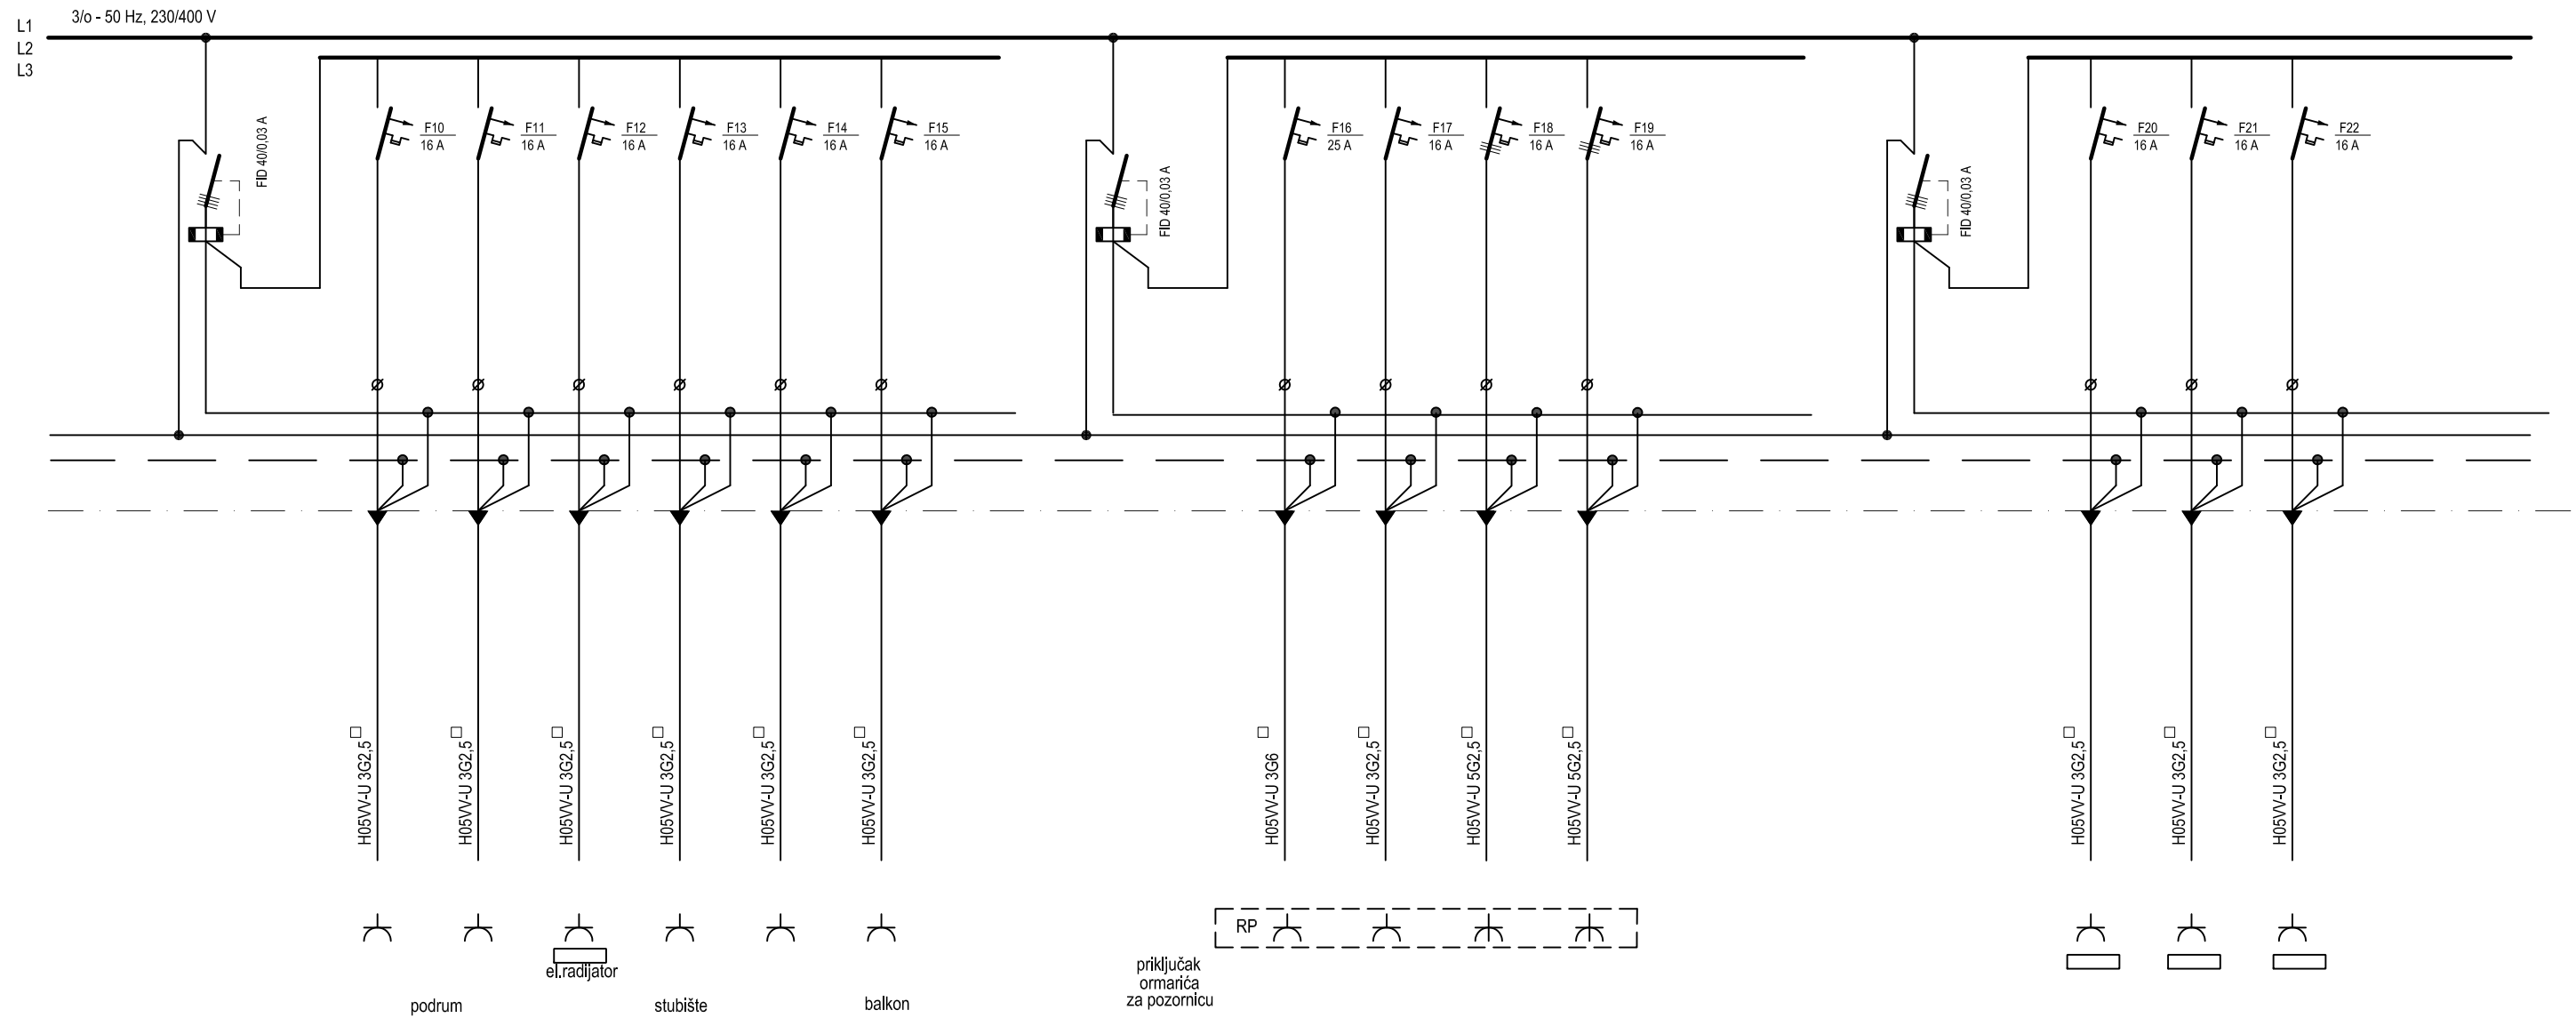 3/o - 50 Hz, 230/400 V
L1
L2
L3
FID 40/0,03 A
F10
16 A
F11
16 A
F12
16 A
F13
16 A
F14
16 A
F15
16 A
FID 40/0,03 A
F16
25 A
F17
16 A
F18
16 A
F19
16 A
FID 40/0,03 A
F20
16 A
F21
16 A
F22
16 A
H05VV-U 3G2,5
H05VV-U 3G2,5
H05VV-U 3G2,5
H05VV-U 3G2,5
H05VV-U 3G2,5
H05VV-U 3G2,5
H05VV-U 3G6
H05VV-U 3G2,5
H05VV-U 5G2,5
H05VV-U 5G2,5
H05VV-U 3G2,5
H05VV-U 3G2,5
H05VV-U 3G2,5
el.radijator
podrum
stubište
balkon
RP
priključak
ormarića
za pozornicu